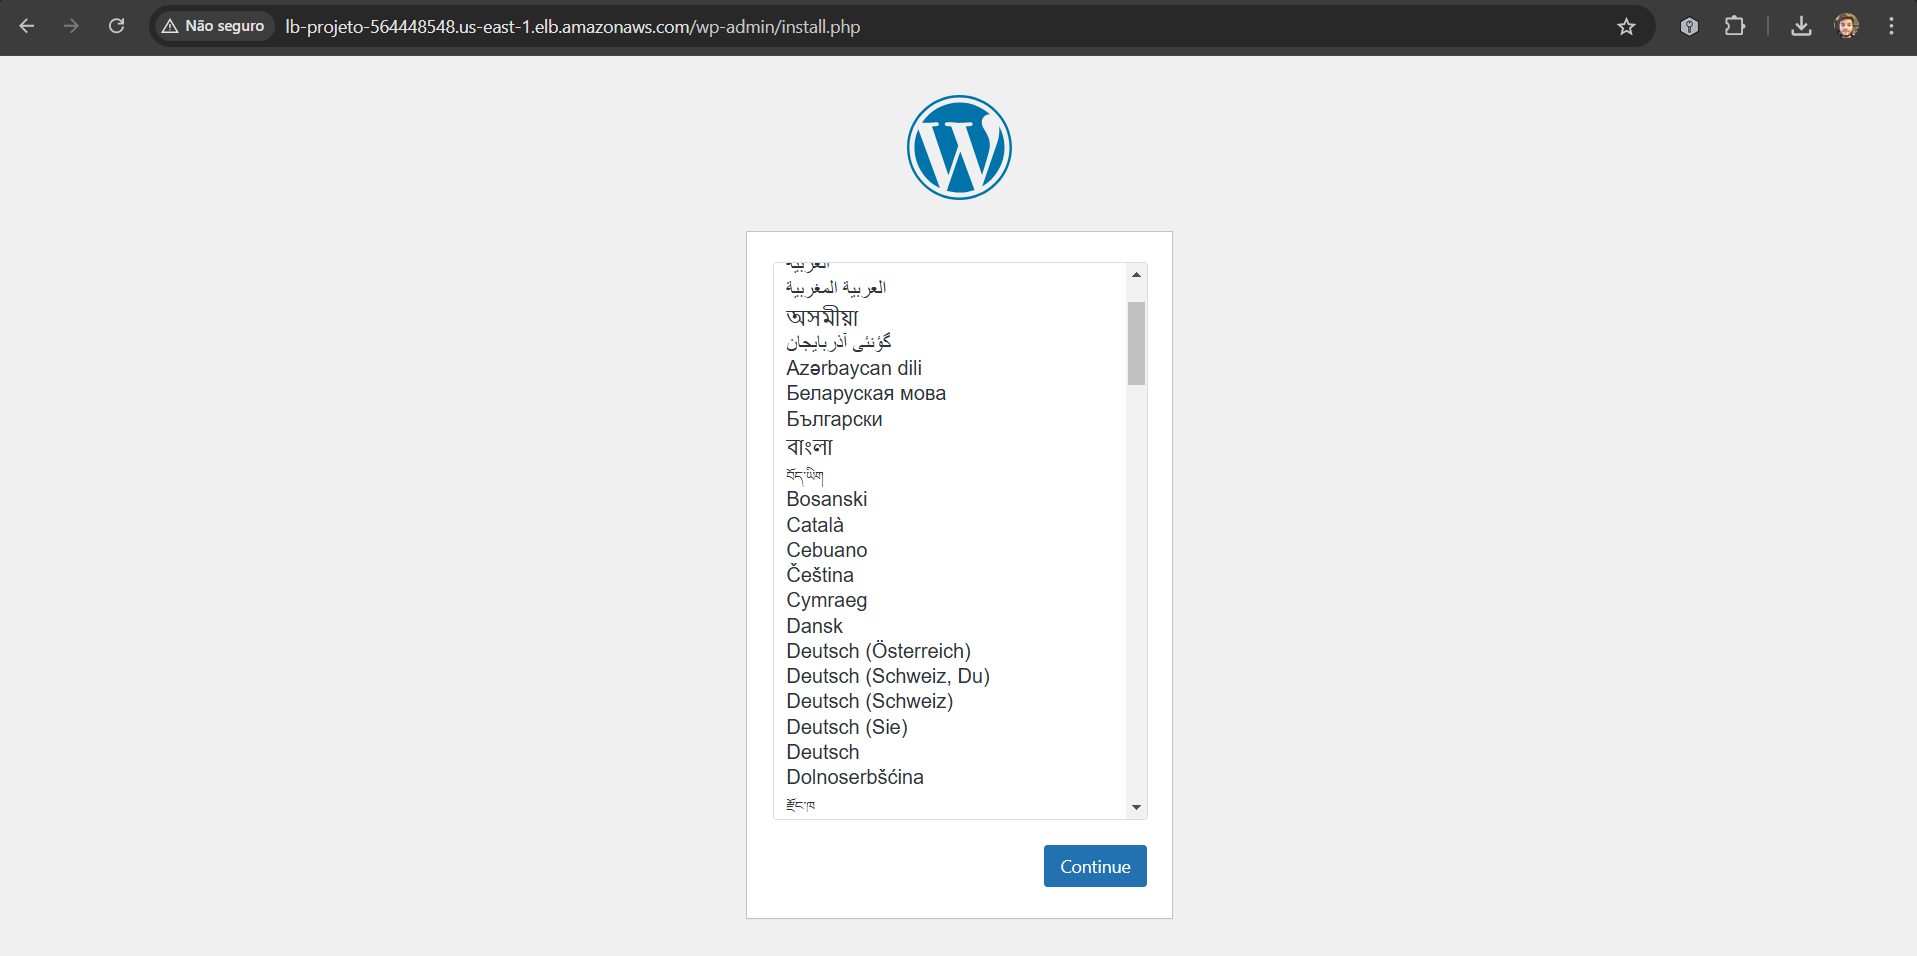 Não seguro
lb-projeto-564448548.us-east-1.elb.amazonaws.com/wp-admin/install.php
العربية
العربية المغربية
অসমীয়া
گؤنئی آذربایجان
Azərbaycan dili
Беларуская мова
Български
বাংলা
བོད་ཡིག
Bosanski
Català
Cebuano
Čeština
Cymraeg
Dansk
Deutsch (Österreich)
Deutsch (Schweiz, Du)
Deutsch (Schweiz)
Deutsch (Sie)
Deutsch
Dolnoserbšćina
རྫོང་ཁ
Continue